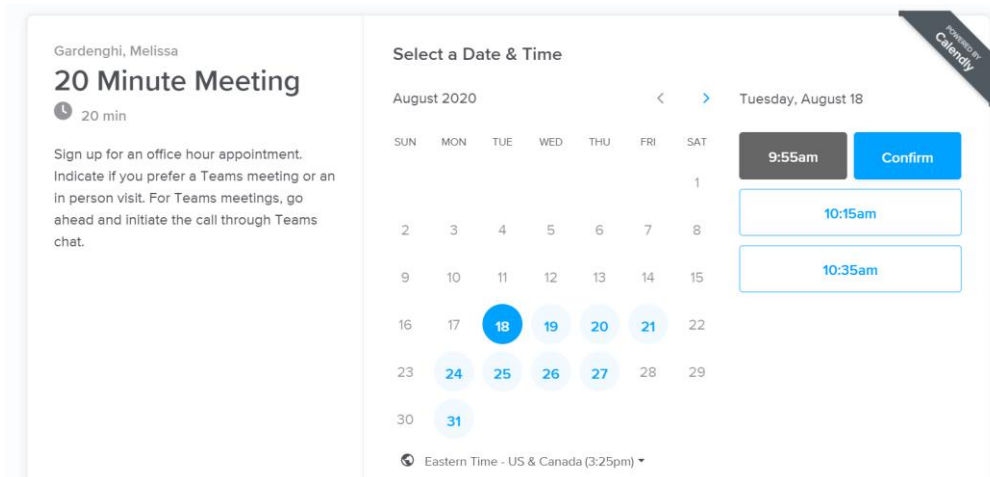 Gardenghi, Melissa
20 Minute Meeting
20 min
Sign up for an office hour appointment.
Indicate if you prefer a Teams meeting or an
in person visit. For Teams meetings, go
ahead and initiate the call through Teams
chat.
Select a Date & Time
August 2020 < >
SUN MON TUE WED THU FRI SAT
1
2 3 4 5 6 7 8
9 10 11 12 13 14 15
16 17 18 19 20 21 22
23 24 25 26 27 28 29
30 31
Eastern Time - US & Canada (3:25pm)
Tuesday, August 18
9:55am Confirm
10:15am
10:35am
POWERED BY
Calendly